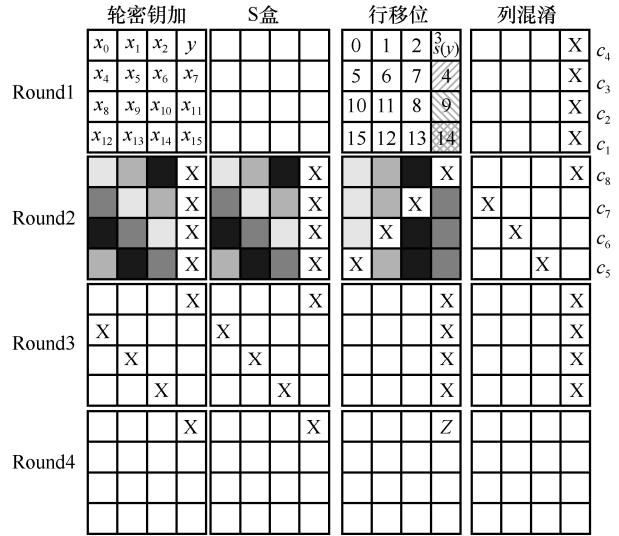 轮密钥加 S盒 行移位 列混淆
x₀ x₁ x₂ y 0 1 2 3 s(y) X c₄
x₄ x₅ x₆ x₇ 5 6 7 4 X c₃
Round1
x₈ x₉ x₁₀ x₁₁ 10 11 8 9 X c₂
x₁₂ x₁₃ x₁₄ x₁₅ 15 12 13 14 X c₁
X X X X c₈
X X X X c₇
Round2
X X X X c₆
X X X X c₅
X X X X
X X X X
Round3
X X X X
X X X X
X X Z
Round4